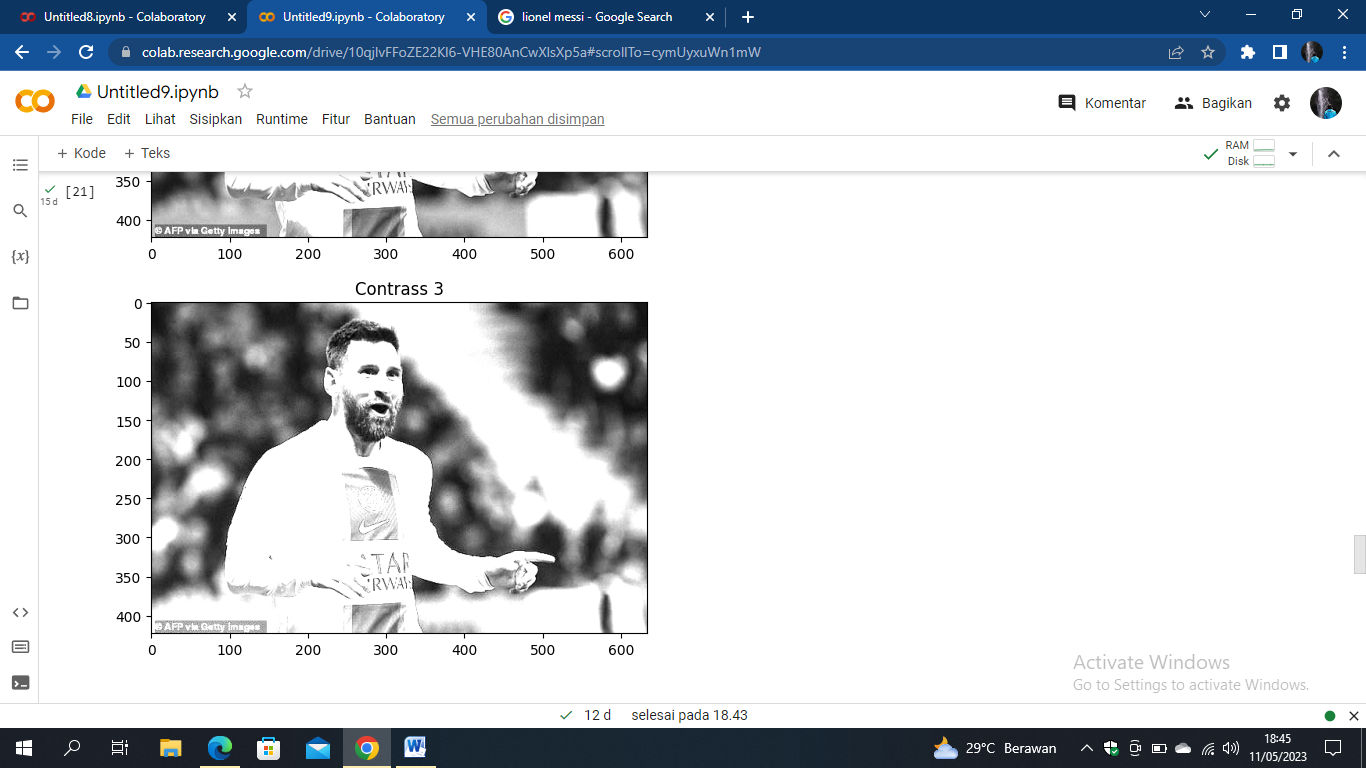 Untitled8.ipynb - Colaboratory
Untitled9.ipynb - Colaboratory
lionel messi - Google Search
colab.research.google.com/drive/10qjlvFFoZE22Kl6-VHE80AnCwXlsXp5a#scrollTo=cymUyxuWn1mW
Untitled9.ipynb
Komentar
Bagikan
File Edit Lihat Sisipkan Runtime Fitur Bantuan Semua perubahan disimpan
+ Kode + Teks
RAM
Disk
[21]
15 d
{x}
350
400
RWAY
© AFP via Getty Images
0 100 200 300 400 500 600
Contrass 3
0
50
100
150
200
250
300
350
400
TAR
RWAY
© AFP via Getty Images
0 100 200 300 400 500 600
Activate Windows
Go to Settings to activate Windows.
12 d selesai pada 18.43
29°C Berawan
18:45
11/05/2023